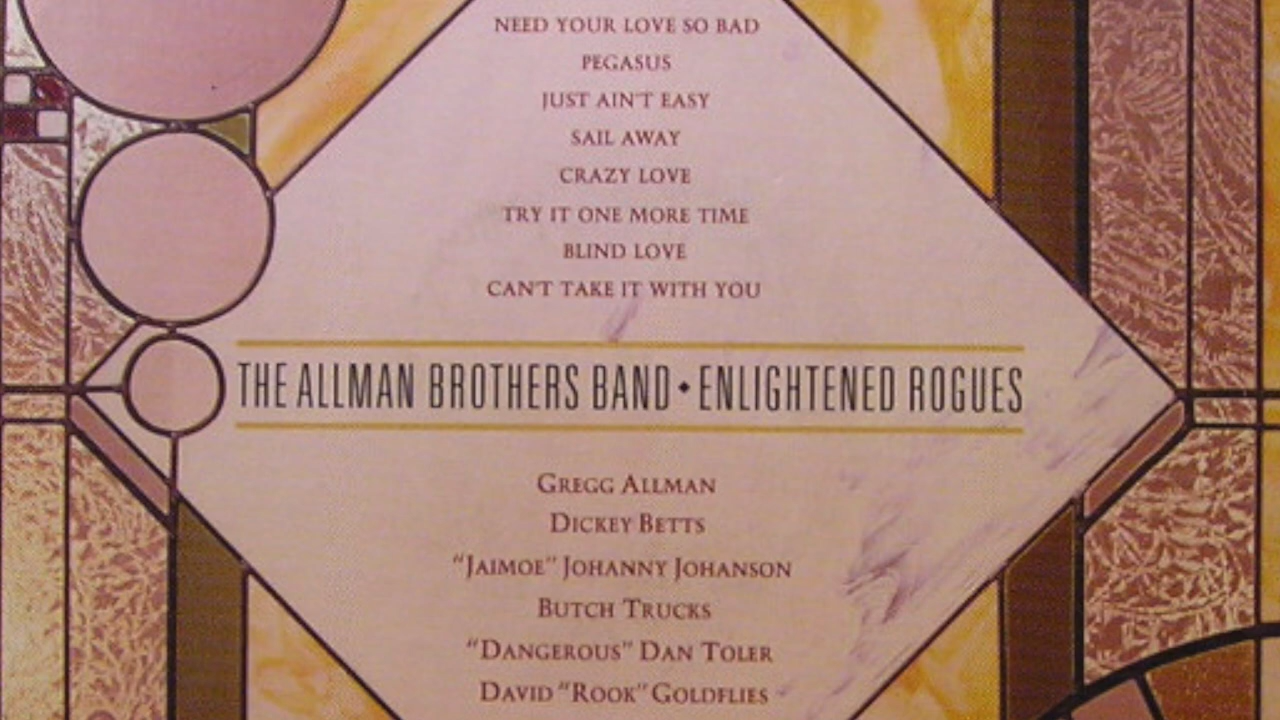 NEED YOUR LOVE SO BAD
PEGASUS
JUST AIN'T EASY
SAIL AWAY
CRAZY LOVE
TRY IT ONE MORE TIME
BLIND LOVE
CAN'T TAKE IT WITH YOU
THE ALLMAN BROTHERS BAND • ENLIGHTENED ROGUES
GREGG ALLMAN
DICKEY BETTS
"JAIMOE" JOHANNY JOHANSON
BUTCH TRUCKS
"DANGEROUS" DAN TOLER
DAVID "ROOK" GOLDFLIES